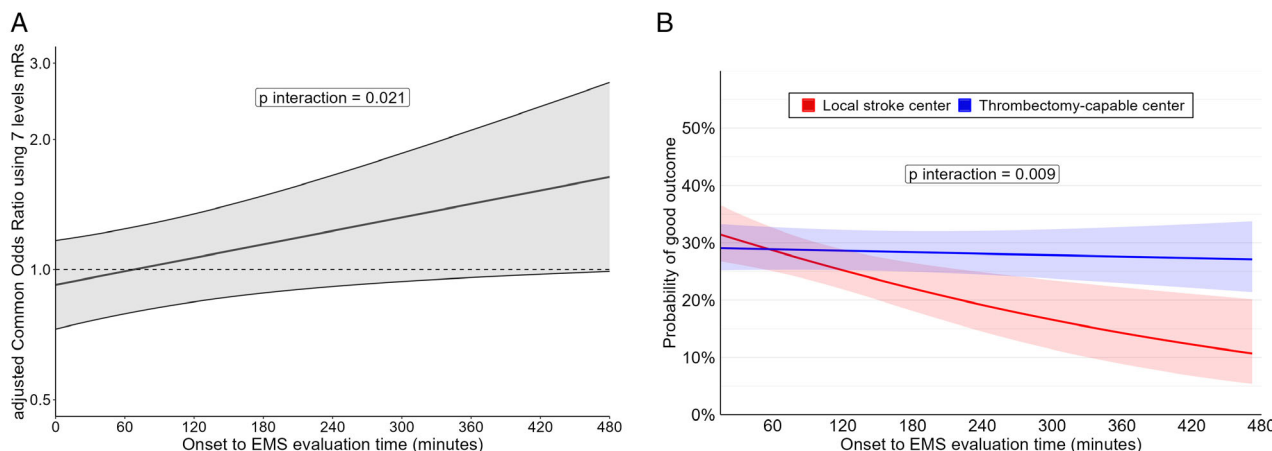 A
adjusted Common Odds Ratio using 7 levels mRs
3.0
2.0
1.0
0.5
p interaction = 0.021
0 60 120 180 240 300 360 420 480
Onset to EMS evaluation time (minutes)
B
Probability of good outcome
50%
40%
30%
20%
10%
0%
Local stroke center Thrombectomy-capable center
p interaction = 0.009
60 120 180 240 300 360 420 480
Onset to EMS evaluation time (minutes)